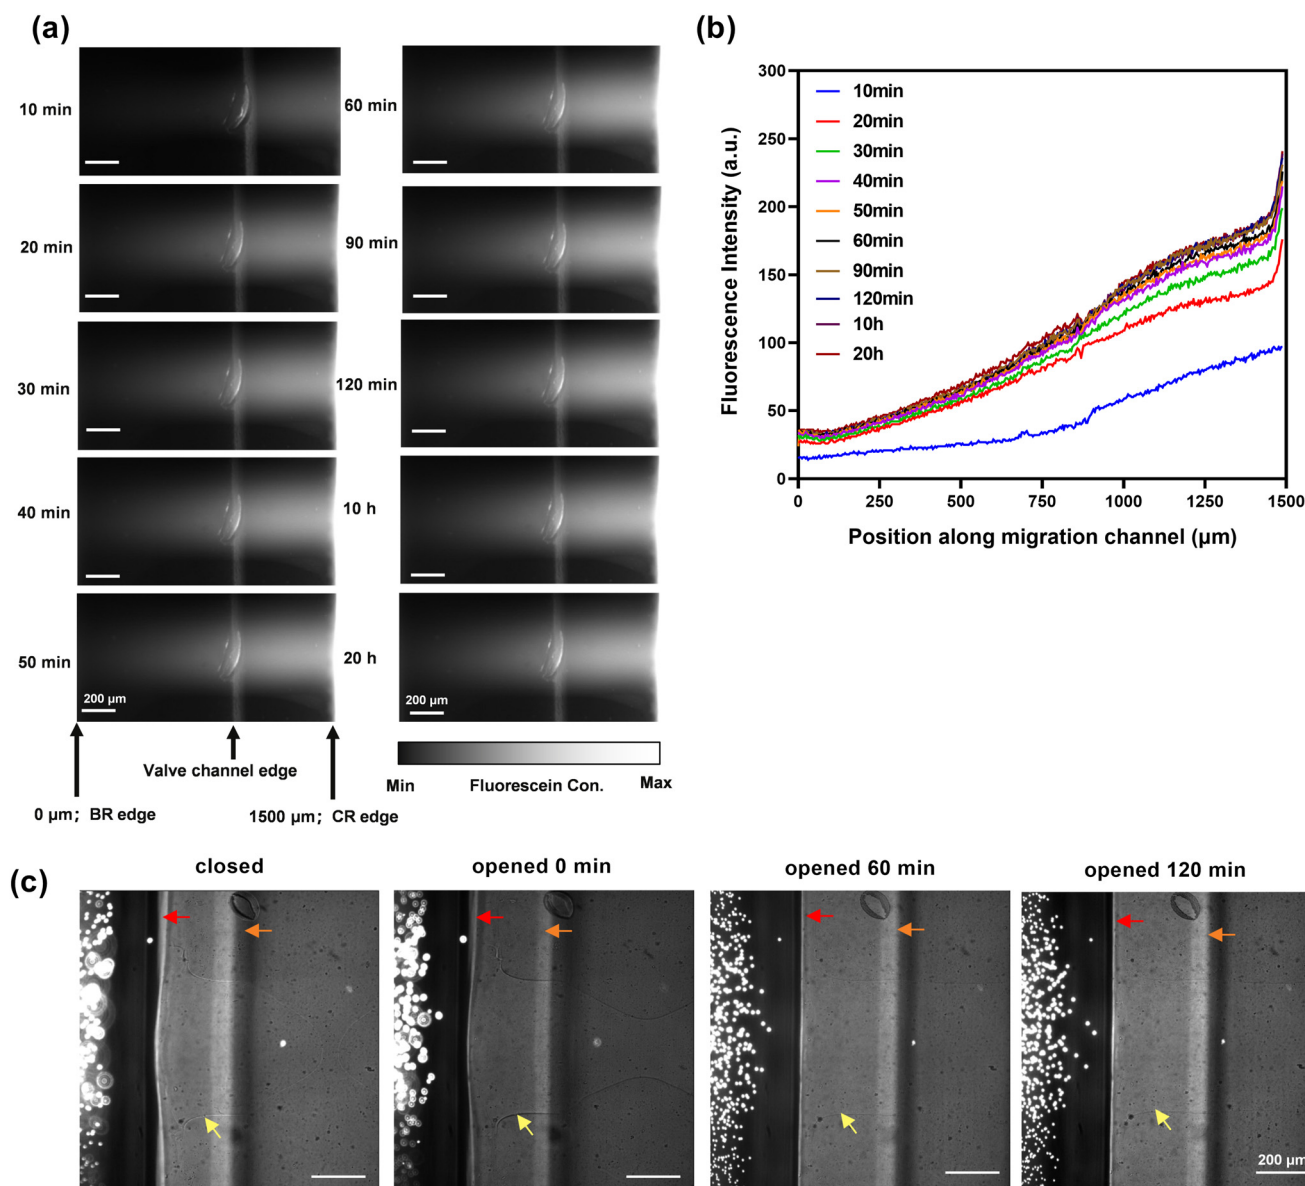 (a)
10 min
20 min
30 min
40 min
50 min
200 µm
60 min
90 min
120 min
10 h
20 h
200 µm
Valve channel edge
0 µm; BR edge
1500 µm; CR edge
Min
Fluorescein Con.
Max
(b)
Fluorescence Intensity (a.u.)
300
250
200
150
100
50
0
10min
20min
30min
40min
50min
60min
90min
120min
10h
20h
0
250
500
750
1000
1250
1500
Position along migration channel (µm)
(c)
closed
opened 0 min
opened 60 min
opened 120 min
200 µm